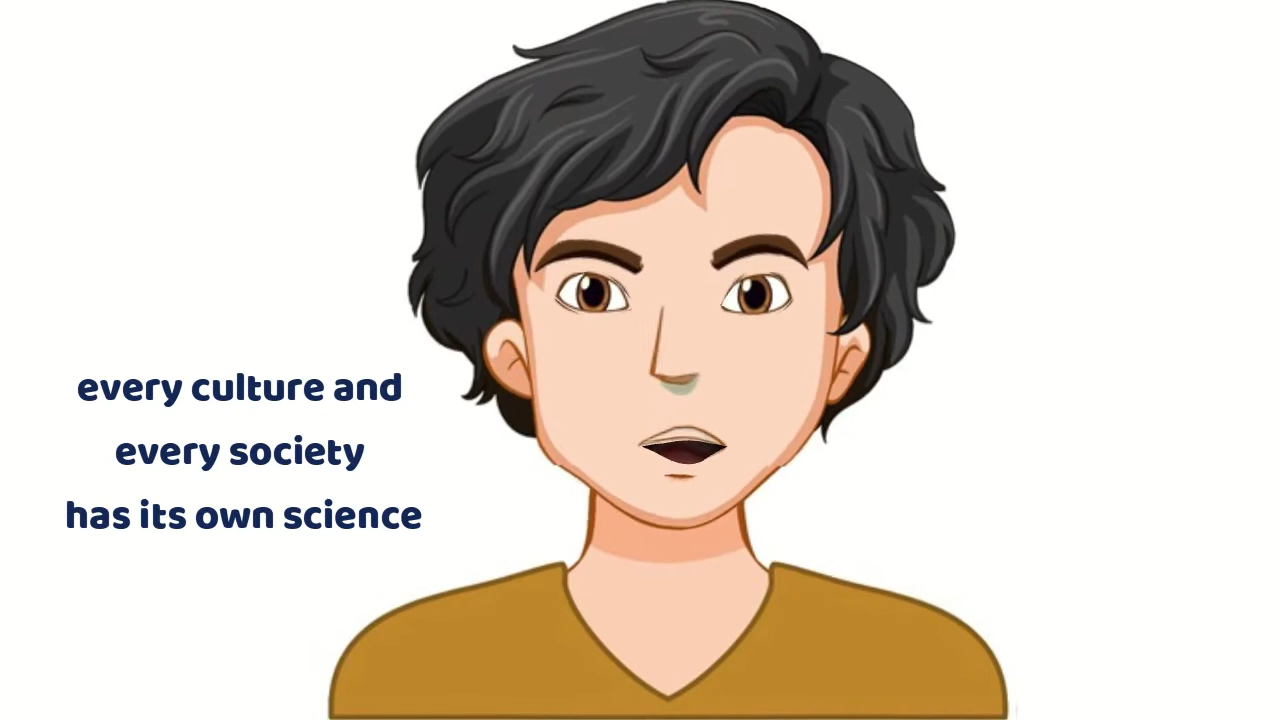 every culture and
every society
has its own science